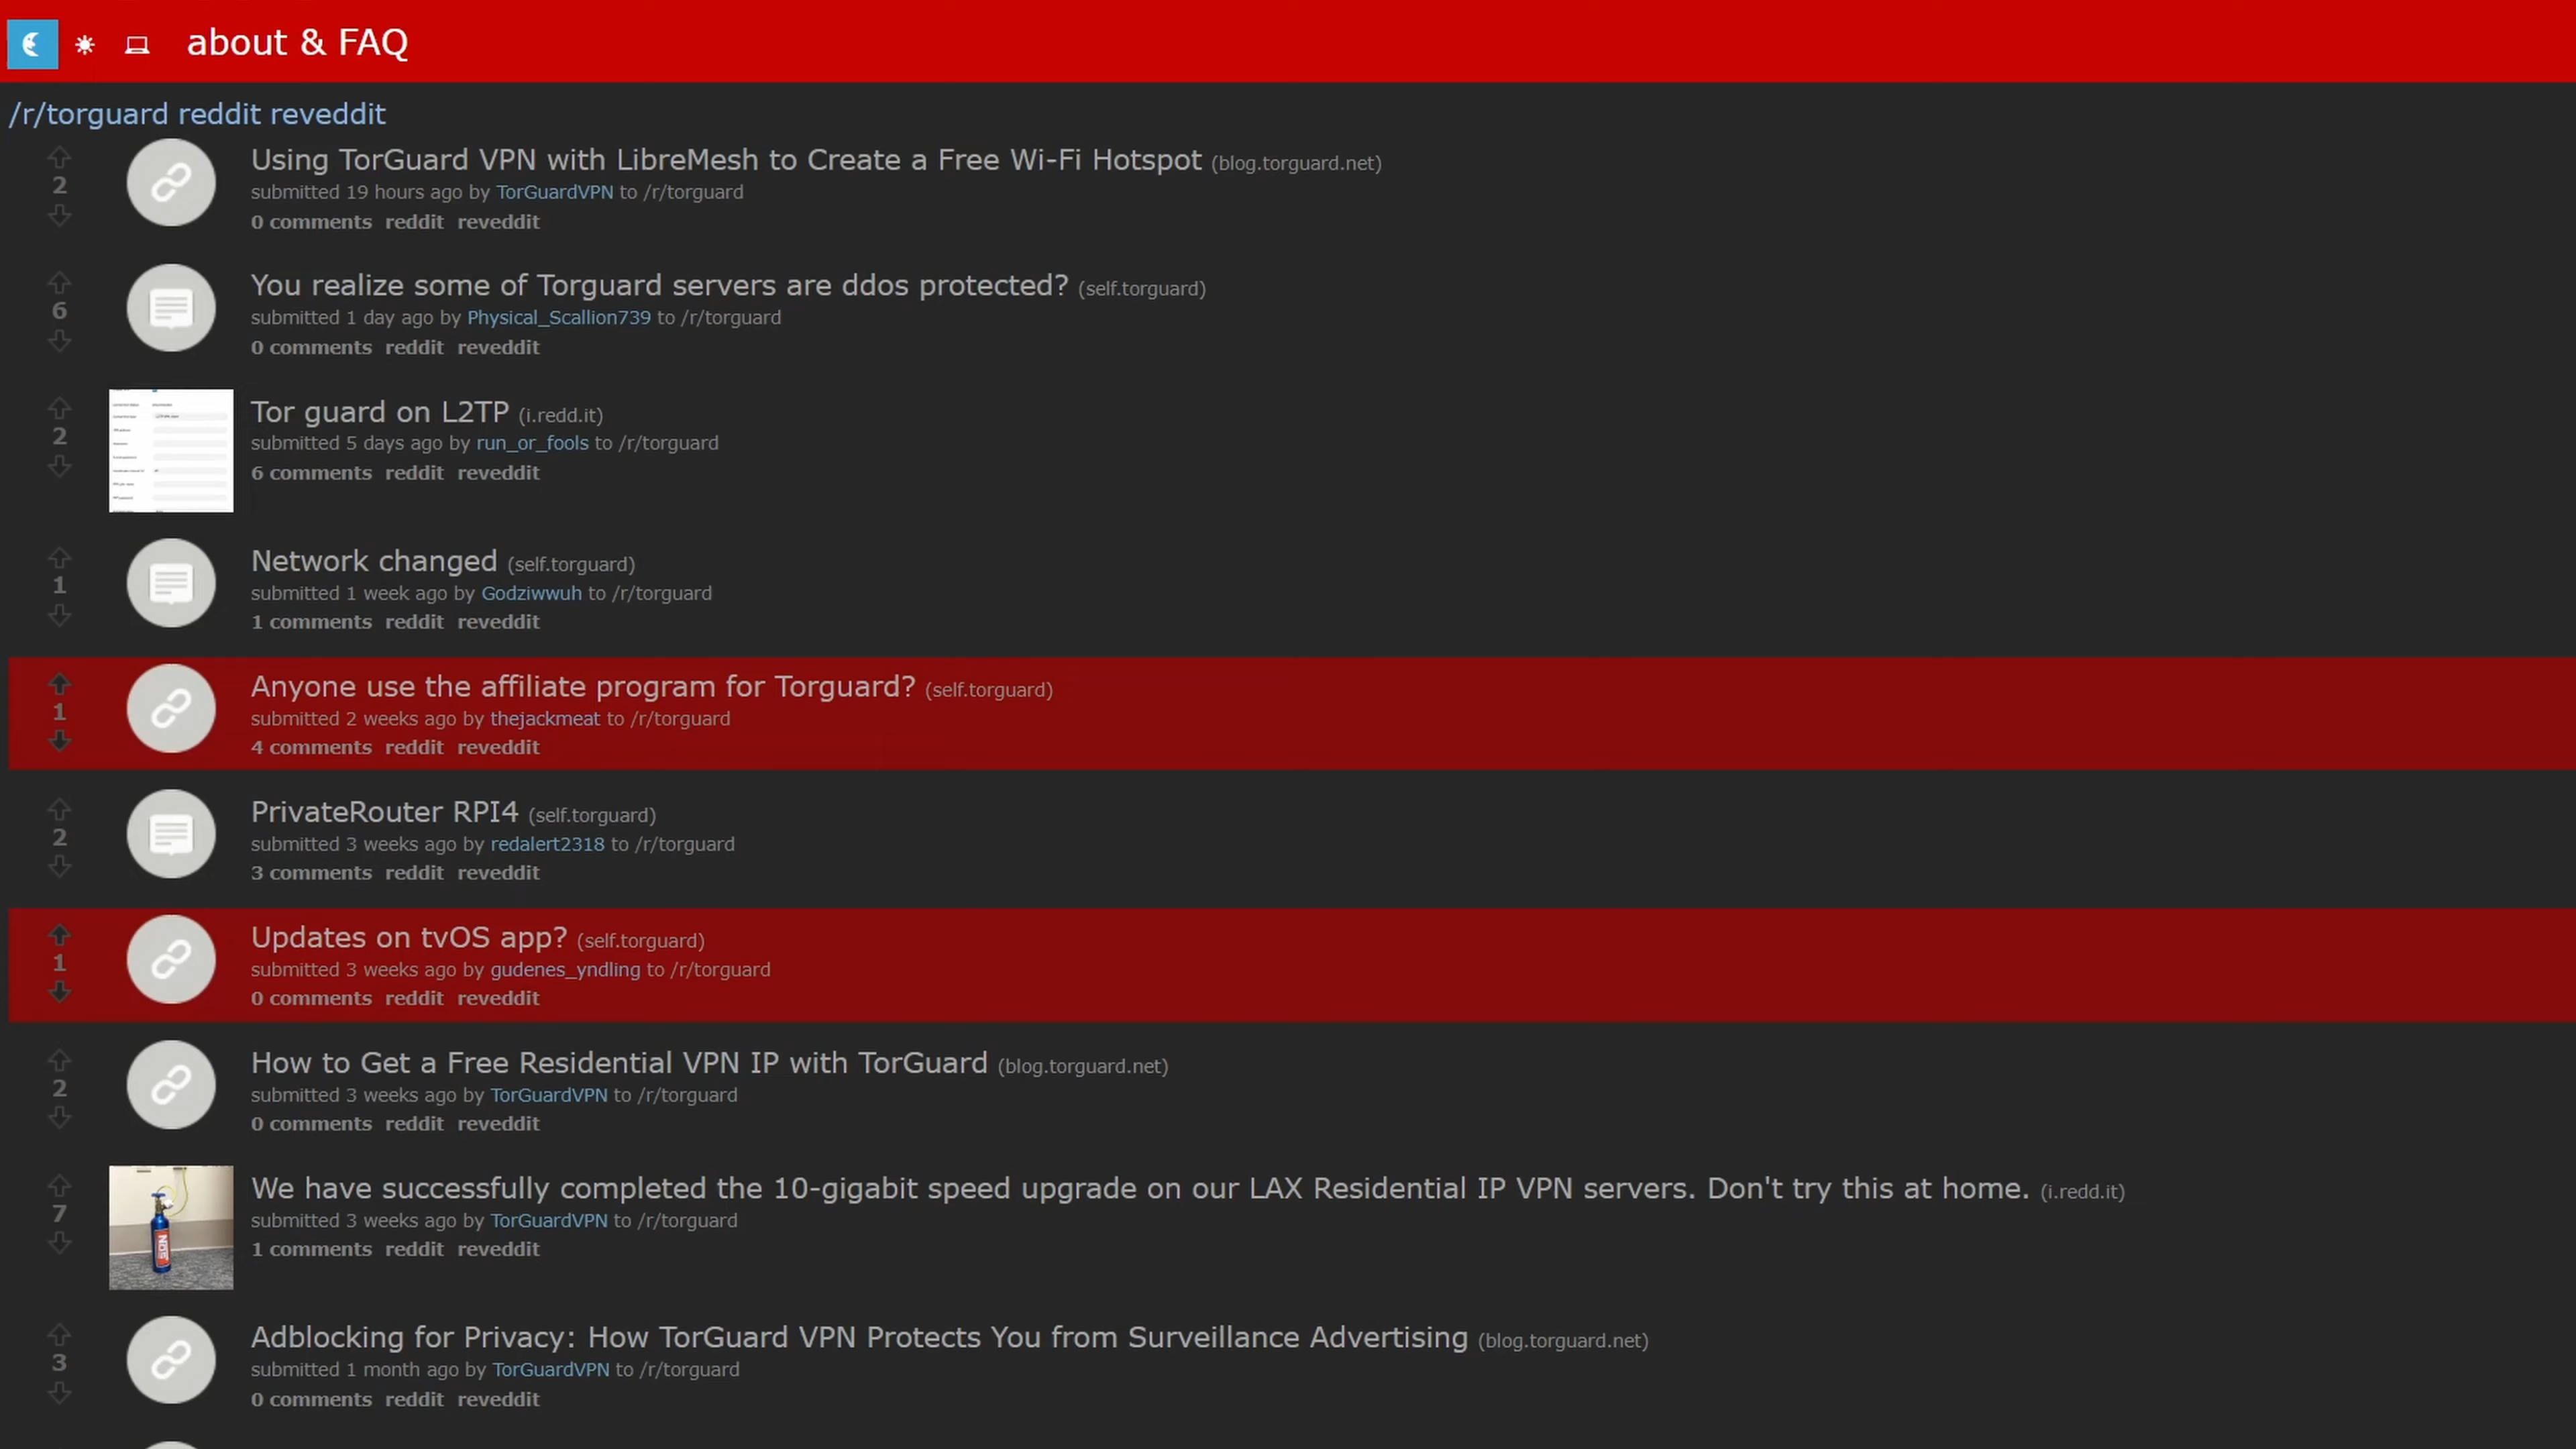 about & FAQ
/r/torguard reddit reveddit
2
Using TorGuard VPN with LibreMesh to Create a Free Wi-Fi Hotspot (blog.torguard.net)
submitted 19 hours ago by TorGuardVPN to /r/torguard
0 comments reddit reveddit
6
You realize some of Torguard servers are ddos protected? (self.torguard)
submitted 1 day ago by Physical_Scallion739 to /r/torguard
0 comments reddit reveddit
2
Tor guard on L2TP (i.redd.it)
submitted 5 days ago by run_or_fools to /r/torguard
6 comments reddit reveddit
1
Network changed (self.torguard)
submitted 1 week ago by Godziwwuh to /r/torguard
1 comments reddit reveddit
1
Anyone use the affiliate program for Torguard? (self.torguard)
submitted 2 weeks ago by thejackmeat to /r/torguard
4 comments reddit reveddit
2
PrivateRouter RPI4 (self.torguard)
submitted 3 weeks ago by redalert2318 to /r/torguard
3 comments reddit reveddit
1
Updates on tvOS app? (self.torguard)
submitted 3 weeks ago by gudenes_yndling to /r/torguard
0 comments reddit reveddit
2
How to Get a Free Residential VPN IP with TorGuard (blog.torguard.net)
submitted 3 weeks ago by TorGuardVPN to /r/torguard
0 comments reddit reveddit
7
NOS
We have successfully completed the 10-gigabit speed upgrade on our LAX Residential IP VPN servers. Don't try this at home. (i.redd.it)
submitted 3 weeks ago by TorGuardVPN to /r/torguard
1 comments reddit reveddit
3
Adblocking for Privacy: How TorGuard VPN Protects You from Surveillance Advertising (blog.torguard.net)
submitted 1 month ago by TorGuardVPN to /r/torguard
0 comments reddit reveddit